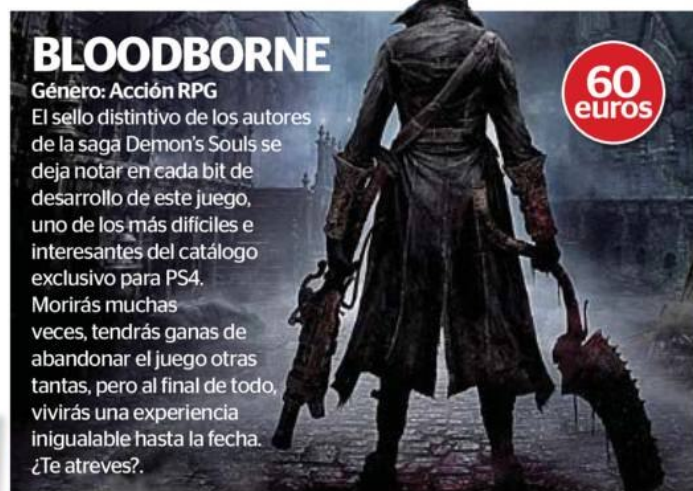 BLOODBORNE
Género: Acción RPG
El sello distintivo de los autores
de la saga Demon's Souls se
deja notar en cada bit de
desarrollo de este juego,
uno de los más difíciles e
interesantes del catálogo
exclusivo para PS4.
Morirás muchas
veces, tendrás ganas de
abandonar el juego otras
tantas, pero al final de todo,
vivirás una experiencia
inigualable hasta la fecha.
¿Te atreves?.
60
euros